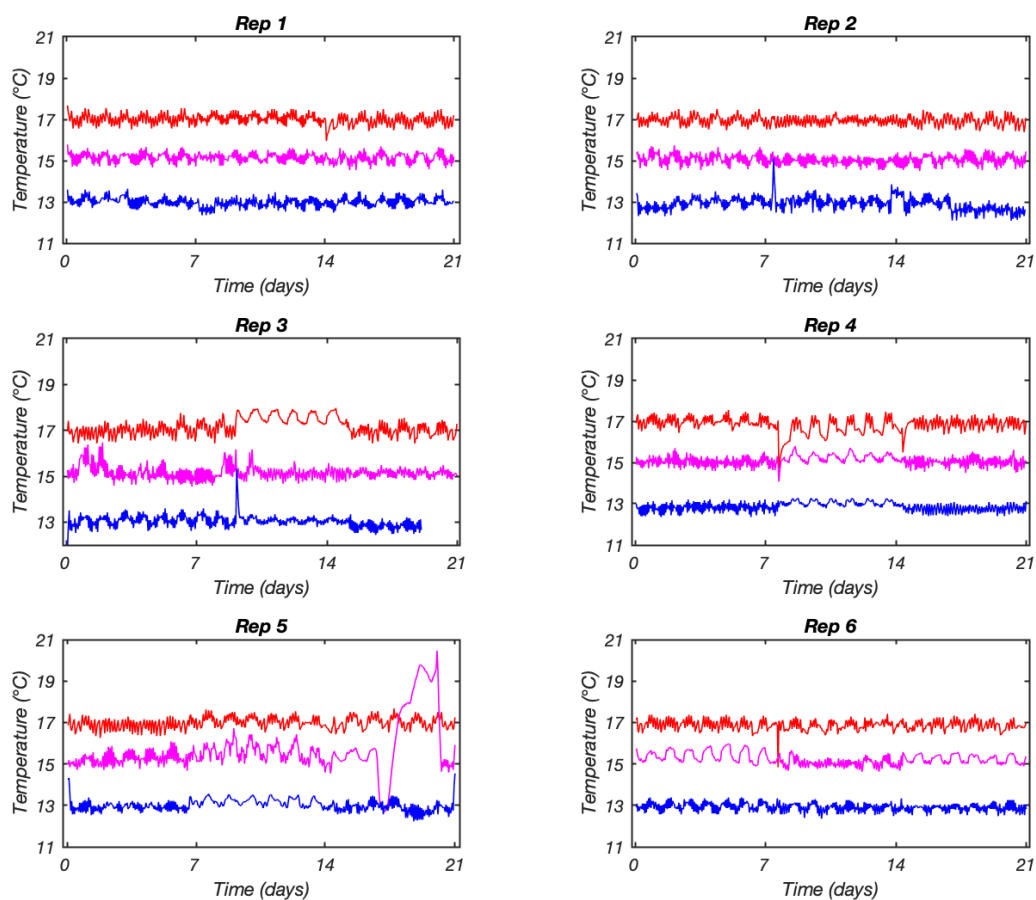 Rep 1
21
19
17
15
13
11
Temperature (°C)
0 7 14 21
Time (days)
Rep 2
21
19
17
15
13
11
Temperature (°C)
0 7 14 21
Time (days)
Rep 3
21
19
17
15
13
Temperature (°C)
0 7 14 21
Time (days)
Rep 4
21
19
17
15
13
11
Temperature (°C)
0 7 14 21
Time (days)
Rep 5
21
19
17
15
13
11
Temperature (°C)
0 7 14 21
Time (days)
Rep 6
21
19
17
15
13
11
Temperature (°C)
0 7 14 21
Time (days)